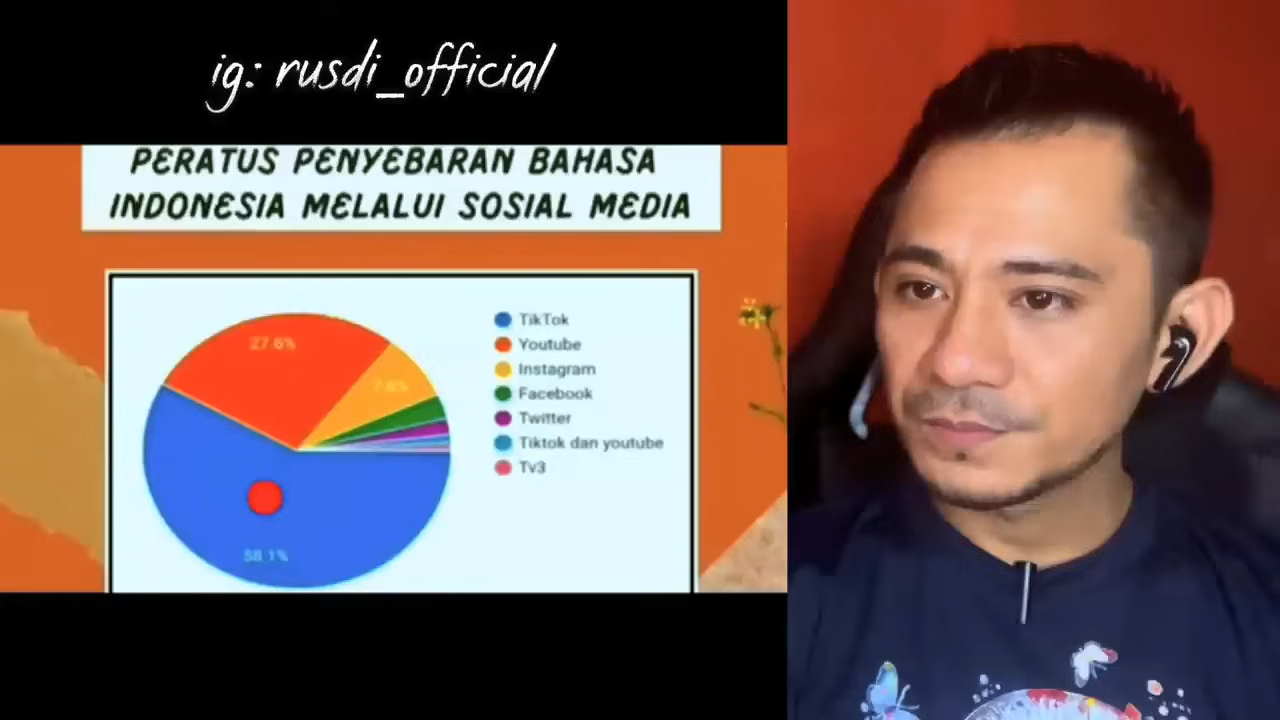 ig: rusdi_official
PERATUS PENYEBARAN BAHASA
INDONESIA MELALUI SOSIAL MEDIA
27.6%
7.6%
58.1%
TikTok
Youtube
Instagram
Facebook
Twitter
Tiktok dan youtube
Tv3